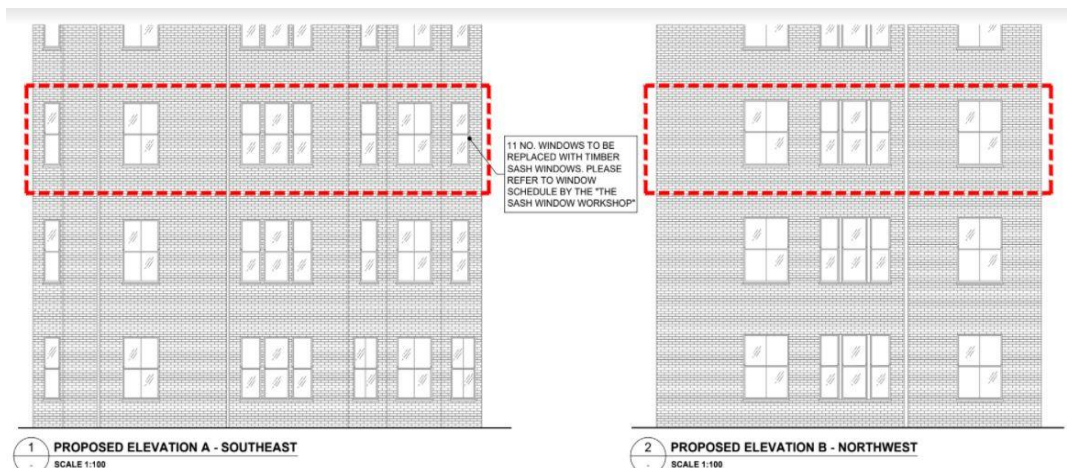 11 NO. WINDOWS TO BE
REPLACED WITH TIMBER
SASH WINDOWS. PLEASE
REFER TO WINDOW
SCHEDULE BY THE "THE
SASH WINDOW WORKSHOP"
1
PROPOSED ELEVATION A - SOUTHEAST
-
SCALE 1:100
2
PROPOSED ELEVATION B - NORTHWEST
-
SCALE 1:100